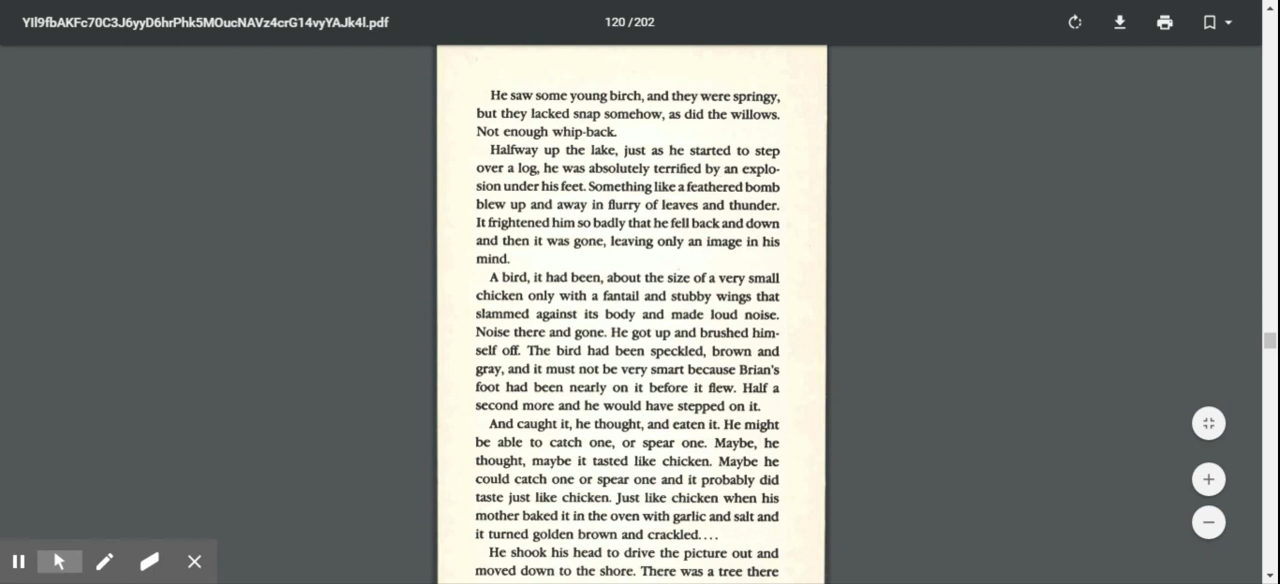 YIl9fbAKFc70C3J6yyD6hrPhk5MOucNAVz4crG14vyYAJk4l.pdf
120 / 202
He saw some young birch, and they were springy,
but they lacked snap somehow, as did the willows.
Not enough whip-back.
Halfway up the lake, just as he started to step
over a log, he was absolutely terrified by an explo-
sion under his feet. Something like a feathered bomb
blew up and away in flurry of leaves and thunder.
It frightened him so badly that he fell back and down
and then it was gone, leaving only an image in his
mind.
A bird, it had been, about the size of a very small
chicken only with a fantail and stubby wings that
slammed against its body and made loud noise.
Noise there and gone. He got up and brushed him-
self off. The bird had been speckled, brown and
gray, and it must not be very smart because Brian's
foot had been nearly on it before it flew. Half a
second more and he would have stepped on it.
And caught it, he thought, and eaten it. He might
be able to catch one, or spear one. Maybe, he
thought, maybe it tasted like chicken. Maybe he
could catch one or spear one and it probably did
taste just like chicken. Just like chicken when his
mother baked it in the oven with garlic and salt and
it turned golden brown and crackled. . . .
He shook his head to drive the picture out and
moved down to the shore. There was a tree there